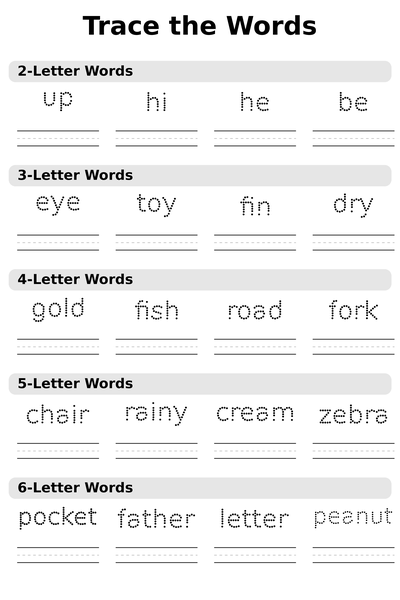 Trace the Words
2-Letter Words
up hi he be
3-Letter Words
eye toy fin dry
4-Letter Words
gold fish road fork
5-Letter Words
chair rainy cream zebra
6-Letter Words
pocket father letter peanut